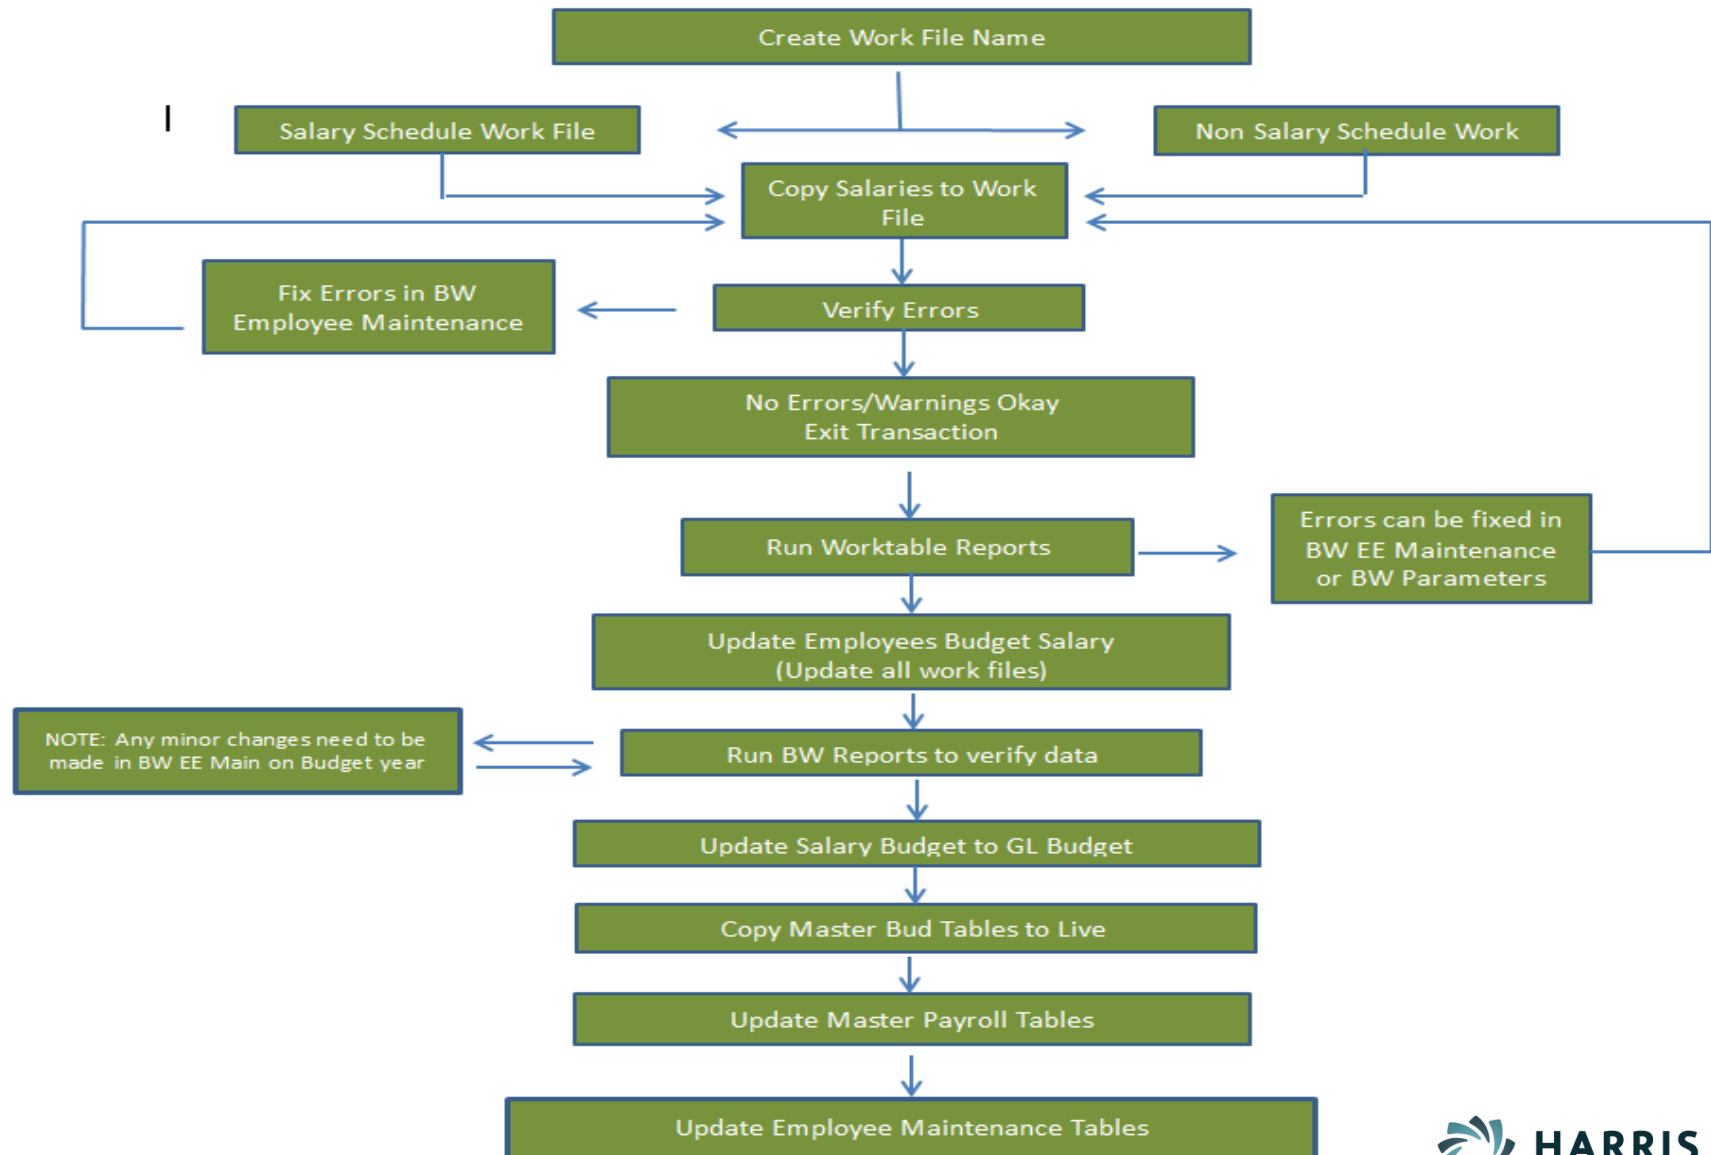 Create Work File Name
I
Salary Schedule Work File
Non Salary Schedule Work
Copy Salaries to Work
File
Fix Errors in BW
Employee Maintenance
Verify Errors
No Errors/Warnings Okay
Exit Transaction
Run Worktable Reports
Errors can be fixed in
BW EE Maintenance
or BW Parameters
Update Employees Budget Salary
(Update all work files)
NOTE: Any minor changes need to be
made in BW EE Main on Budget year
Run BW Reports to verify data
Update Salary Budget to GL Budget
Copy Master Bud Tables to Live
Update Master Payroll Tables
Update Employee Maintenance Tables
HARRIS